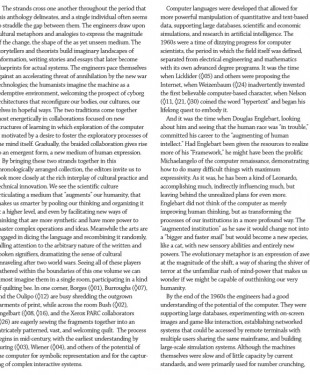 The strands cross one another throughout the period that
this anthology delineates, and a single individual often seems
to straddle the gap between them. The engineers draw upon
cultural metaphors and analogies to express the magnitude
of the change, the shape of the as yet unseen medium. The
storytellers and theorists build imaginary landscapes of
information, writing stories and essays that later become
blueprints for actual systems. The engineers pace themselves
against an accelerating threat of annihilation by the new war
technologies; the humanists imagine the machine as a
redemptive environment, welcoming the prospect of cyborg
architectures that reconfigure our bodies, our cultures, our
selves in hopeful ways. The two traditions come together
most energetically in collaborations focused on new
structures of learning in which exploration of the computer
is motivated by a desire to foster the exploratory processes of
the mind itself. Gradually, the braided collaboration gives rise
to an emergent form, a new medium of human expression.
By bringing these two strands together in this
chronologically arranged collection, the editors invite us to
look more closely at the rich interplay of cultural practice and
technical innovation. We see the scientific culture
articulating a medium that "augments" our humanity, that
makes us smarter by pooling our thinking and organizing it
at a higher level, and even by facilitating new ways of
thinking that are more synthetic and have more power to
master complex operations and ideas. Meanwhile the arts are
engaged in dicing the language and recombining it randomly,
calling attention to the arbitrary nature of the written and
spoken signifiers, dramatizing the sense of cultural
unraveling after two world wars. Seeing all of these players
gathered within the boundaries of this one volume we can
almost imagine them in a single room, participating in a kind
of quilting bee. In one corner, Borges (◊01), Burroughs (◊07),
and the Oulipo (◊12) are busy shredding the outgrown
garments of print, while across the room Bush (◊02),
Engelbart (◊08, ◊16), and the Xerox PARC collaborators
(◊26) are eagerly sewing the fragments together into an
intricately patterned, vast, and welcoming quilt. The process
begins in mid-century, with the earliest understanding by
Turing (◊03), Wiener (◊04), and others of the potential of
the computer for symbolic representation and for the captur-
ing of complex interactive systems.
Computer languages were developed that allowed for
more powerful manipulation of quantitative and text-based
data, supporting large databases, scientific and economic
simulations, and research in artificial intelligence. The
1960s were a time of dizzying progress for computer
scientists, the period in which the field itself was defined,
separated from electrical engineering and mathematics
with its own advanced degree programs. It was the time
when Licklider (◊05) and others were proposing the
Internet, when Weizenbaum (◊24) inadvertently invented
the first believable computer-based character, when Nelson
(◊11, ◊21, ◊30) coined the word "hypertext" and began his
lifelong quest to embody it.
And it was the time when Douglas Englebart, looking
about him and seeing that the human race was "in trouble,"
committed his career to the "augmenting of human
intellect." Had Englebart been given the resources to realize
more of his "Framework", he might have been the prolific
Michaelangelo of the computer renaissance, demonstrating
how to do many difficult things with maximum
expressivity. As it was, he has been a kind of Leonardo,
accomplishing much, indirectly influencing much, but
leaving behind the unrealized plans for even more.
Englebart did not think of the computer as merely
improving human thinking, but as transforming the
processes of our institutions in a more profound way. The
"augmented institution" as he saw it would change not into
a "bigger and faster snail" but would become a new species,
like a cat, with new sensory abilities and entirely new
powers. The evolutionary metaphor is an expression of awe
at the magnitude of the shift, a way of sharing the shiver of
terror at the unfamiliar rush of mind-power that makes us
wonder if we might be capable of outthinking our very
humanity.
By the end of the 1960s the engineers had a good
understanding of the potential of the computer. They were
supporting large databases, experimenting with on-screen
images and game-like interaction, establishing networked
systems that could be accessed by remote terminals with
multiple users sharing the same mainframe, and building
large-scale simulation systems. Although the machines
themselves were slow and of little capacity by current
standards, and were primarily used for number crunching,